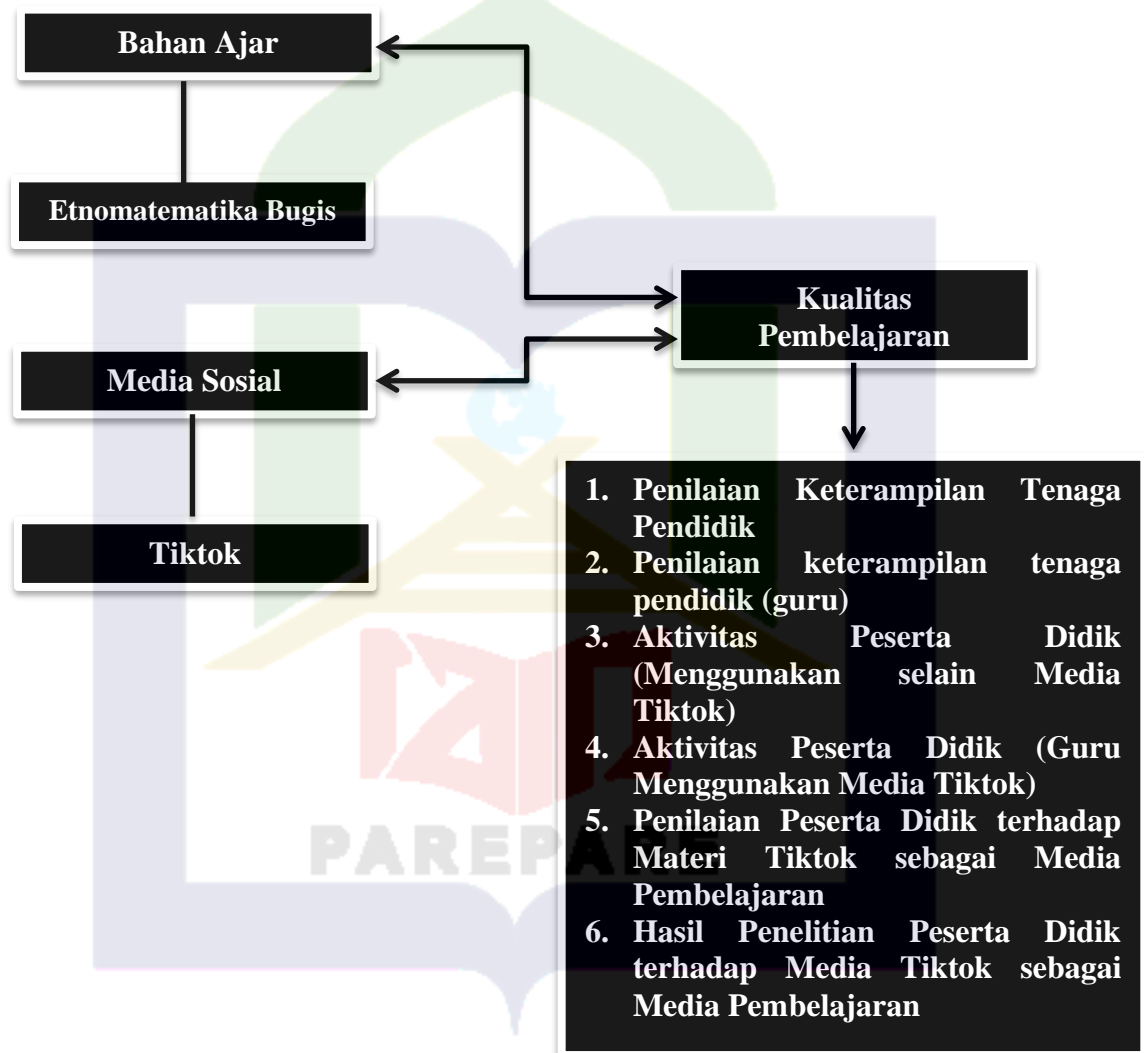 Bahan Ajar
Etnomatematika Bugis
Media Sosial
Tiktok
Kualitas
Pembelajaran
1. Penilaian Keterampilan Tenaga
Pendidik
2. Penilaian keterampilan tenaga
pendidik (guru)
3. Aktivitas Peserta Didik
(Menggunakan selain Media
Tiktok)
4. Aktivitas Peserta Didik (Guru
Menggunakan Media Tiktok)
5. Penilaian Peserta Didik terhadap
Materi Tiktok sebagai Media
Pembelajaran
6. Hasil Penelitian Peserta Didik
terhadap Media Tiktok sebagai
Media Pembelajaran
PAREPARE